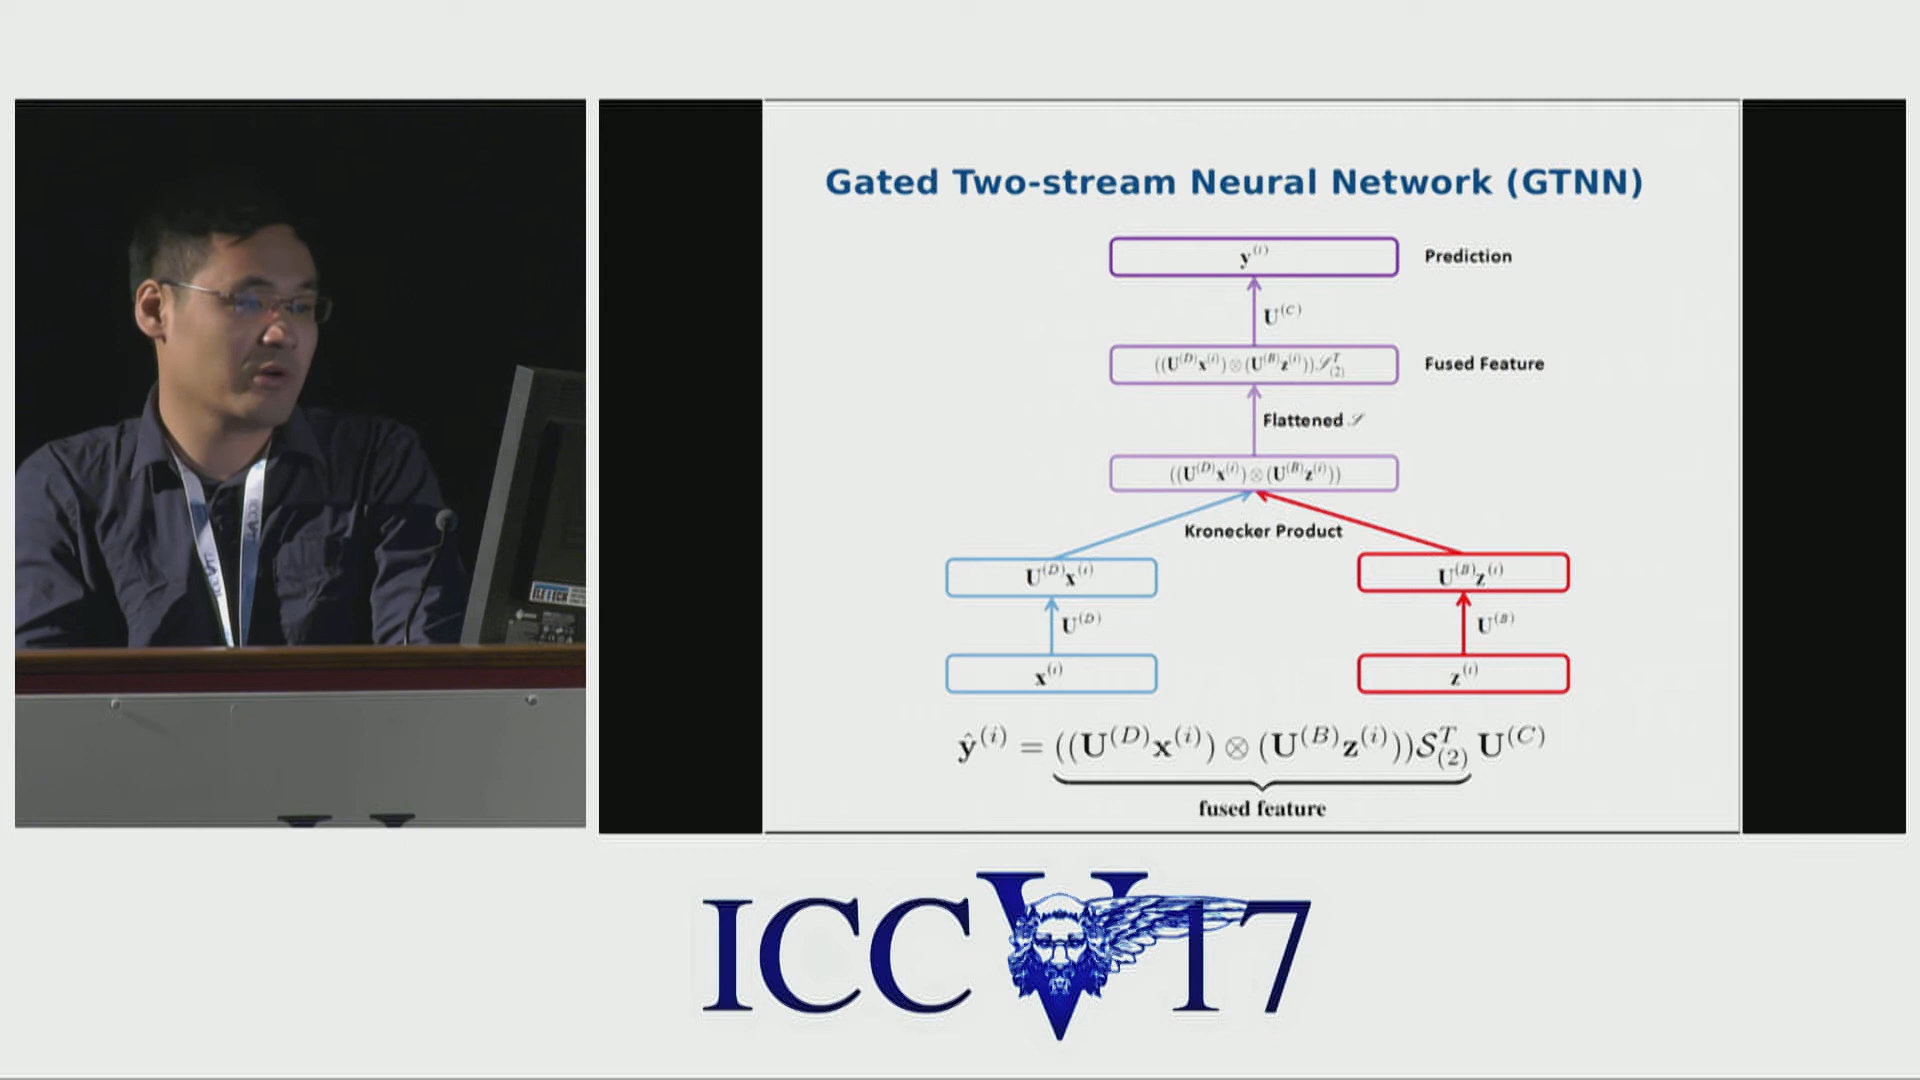 Gated Two-stream Neural Network (GTNN)
y^(i)
Prediction
U^(C)
((U^(D)x^(i))⊗(U^(B)z^(i)))𝒮^T_(2)
Fused Feature
Flattened 𝒮
((U^(D)x^(i))⊗(U^(B)z^(i)))
Kronecker Product
U^(D)x^(i)
U^(B)z^(i)
U^(D)
U^(B)
x^(i)
z^(i)
ŷ^(i) = ((U^(D)x^(i)) ⊗ (U^(B)z^(i)))𝒮^T_(2) U^(C)
fused feature
ICCV17